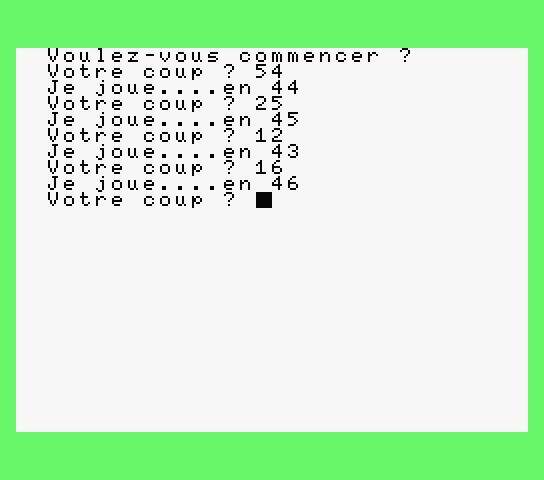 Voulez-vous commencer ?
Votre coup ? 54
Je joue....en 44
Votre coup ? 25
Je joue....en 45
Votre coup ? 12
Je joue....en 43
Votre coup ? 16
Je joue....en 46
Votre coup ?